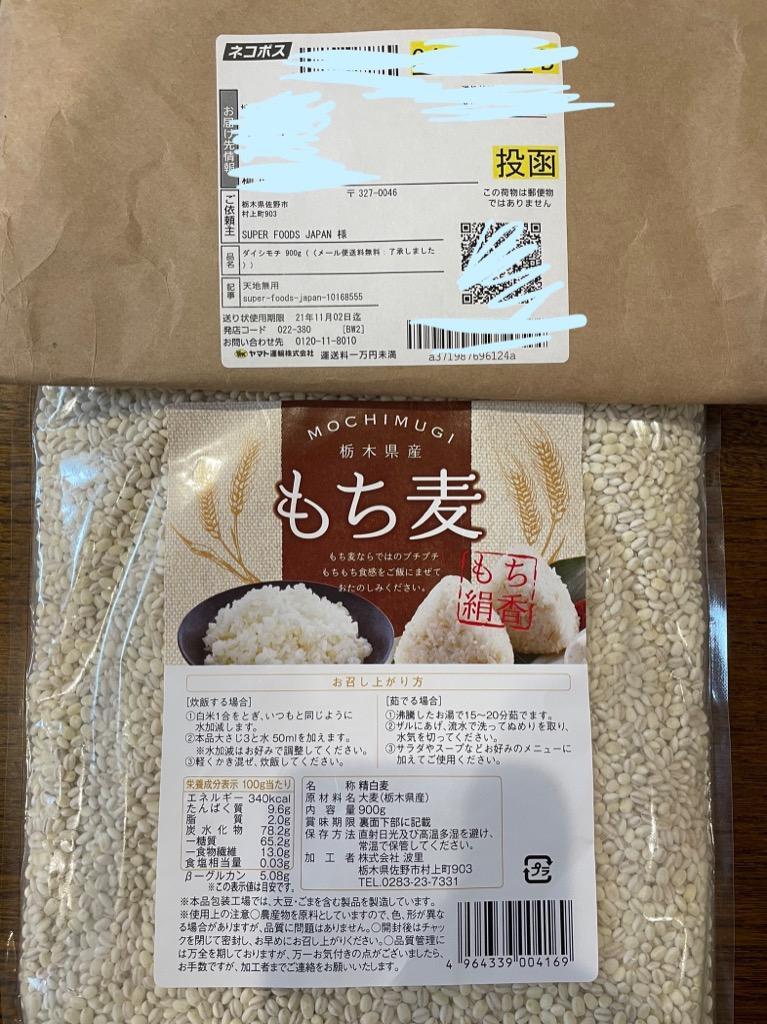 ネコポス
お届け先情報
投函
この荷物は郵便物
ではありません
〒 327-0046
ご依頼主
栃木県佐野市
村上町903
SUPER FOODS JAPAN 様
品名
ダイシモチ 900g (（メール便送料無料：了承しました
）)
記事
天地無用
super-foods-japan-10168555
送り状使用期限 21年11月02日迄
発店コード 022-380 [BW2]
お問い合わせ先 0120-11-8010
ヤマト運輸株式会社 運送料一万円未満
a371987696124a
MOCHIMUGI
栃木県産
もち麦
もち麦ならではのプチプチ
もちもち食感をご飯にまぜて
おたのしみください。
もち
絹香
お召し上がり方
[炊飯する場合]
①白米1合をとぎ、いつもと同じように
水加減します。
②本品大さじ3と水 50mlを加えます。
※水加減はお好みで調整してください。
③軽くかき混ぜ、炊飯してください。
[茹でる場合]
①沸騰したお湯で15〜20分茹でます。
②ザルにあげ、流水で洗ってぬめりを取り、
水気を切ってください。
③サラダやスープなどお好みのメニューに
加えてご使用ください。
栄養成分表示 100g当たり
エネルギー 340kcal
たんぱく質 9.6g
脂質 2.0g
炭水化物 78.2g
ー糖質 65.2g
ー食物繊維 13.0g
食塩相当量 0.03g
βーグルカン 5.08g
※この表示値は目安です。
名称 精白麦
原材料名 大麦(栃木県産)
内容量 900g
賞味期限 裏面下部に記載
保存方法 直射日光及び高温多湿を避け、
常温で保管してください。
加工者 株式会社 波里
栃木県佐野市村上町903
TEL.0283-23-7331
プラ
※本品包装工場では、大豆・ごまを含む製品を製造しています。
※使用上の注意〇農産物を原料としていますので、色、形が異な
る場合がありますが、品質に問題はありません。〇開封後はチャッ
クを閉じて密封し、お早めにお召し上がりください。〇品質管理に
は万全を期しておりますが、万一お気付きの点がございましたら、
お手数ですが、加工者までご連絡をお願いいたします。
4 964339 004169